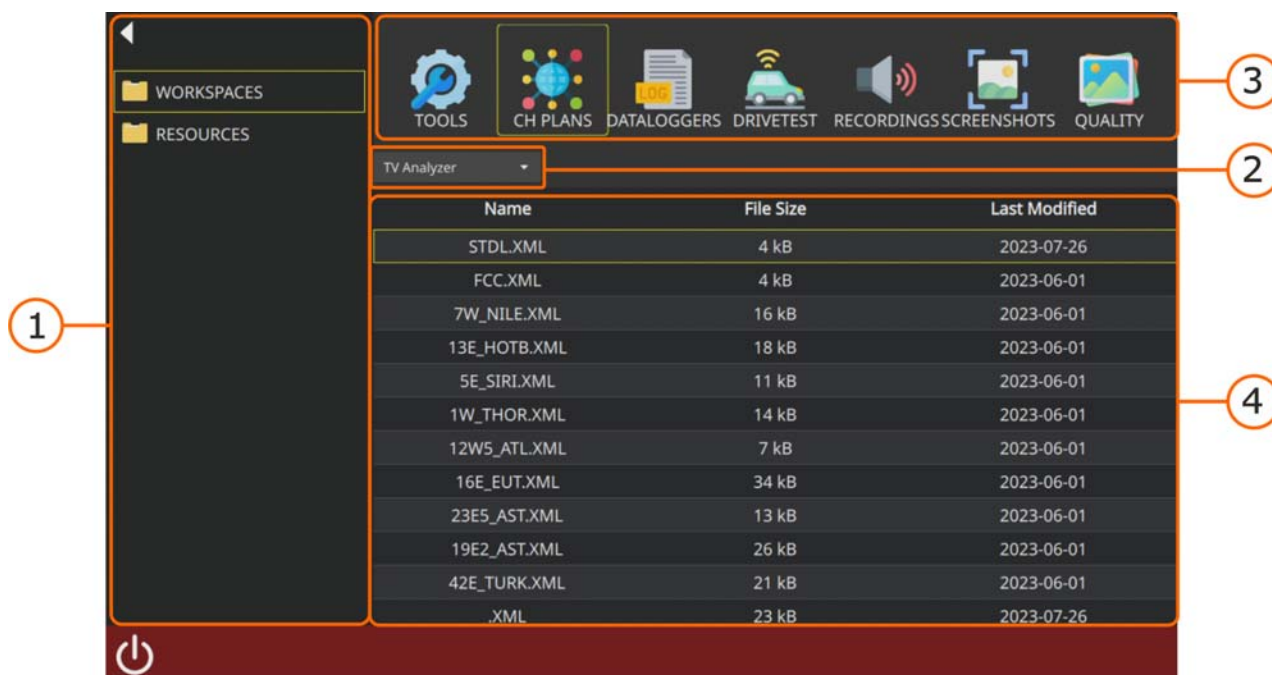 WORKSPACES
RESOURCES
LOG
TOOLS CH PLANS DATALOGGERS DRIVETEST RECORDINGS SCREENSHOTS QUALITY
TV Analyzer
Name File Size Last Modified
STDL.XML 4 kB 2023-07-26
FCC.XML 4 kB 2023-06-01
7W_NILE.XML 16 kB 2023-06-01
13E_HOTB.XML 18 kB 2023-06-01
5E_SIRI.XML 11 kB 2023-06-01
1W_THOR.XML 14 kB 2023-06-01
12W5_ATL.XML 7 kB 2023-06-01
16E_EUT.XML 34 kB 2023-06-01
23E5_AST.XML 13 kB 2023-06-01
19E2_AST.XML 26 kB 2023-06-01
42E_TURK.XML 21 kB 2023-06-01
.XML 23 kB 2023-07-26
1
3
2
4